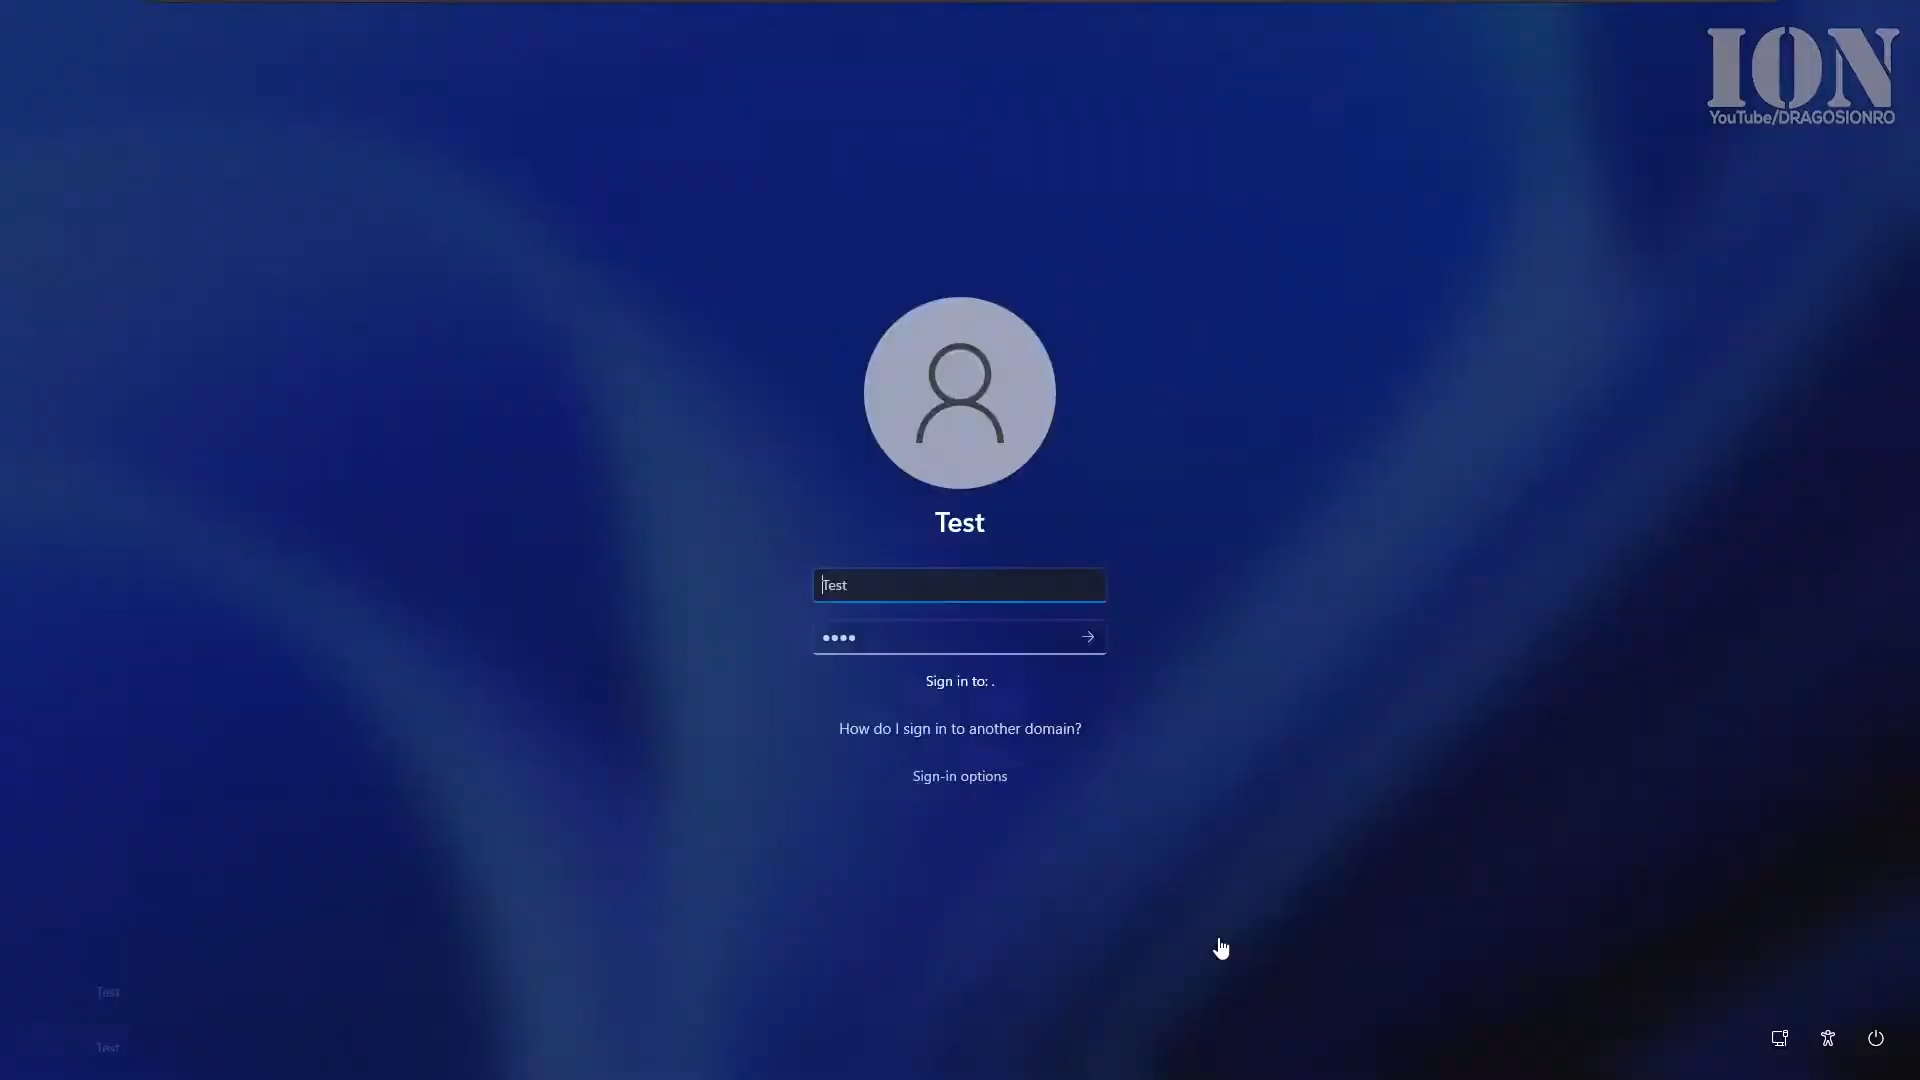 ION
YouTube/DRAGOSIONRO
Test
Test
••••
Sign in to: .
How do I sign in to another domain?
Sign-in options
Test
Test